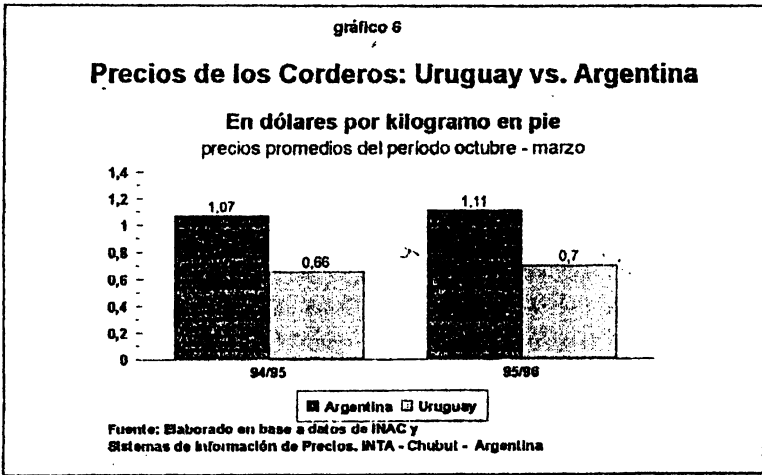 gráfico 6
Precios de los Corderos: Uruguay vs. Argentina
En dólares por kilogramo en pie
precios promedios del período octubre - marzo
1,4
1,2
1
0,8
0,6
0,4
0,2
0
1,07
0,66
1,11
0,7
94/95
95/96
Argentina Uruguay
Fuente: Elaborado en base a datos de INAC y
Sistemas de Información de Precios. INTA - Chubut - Argentina